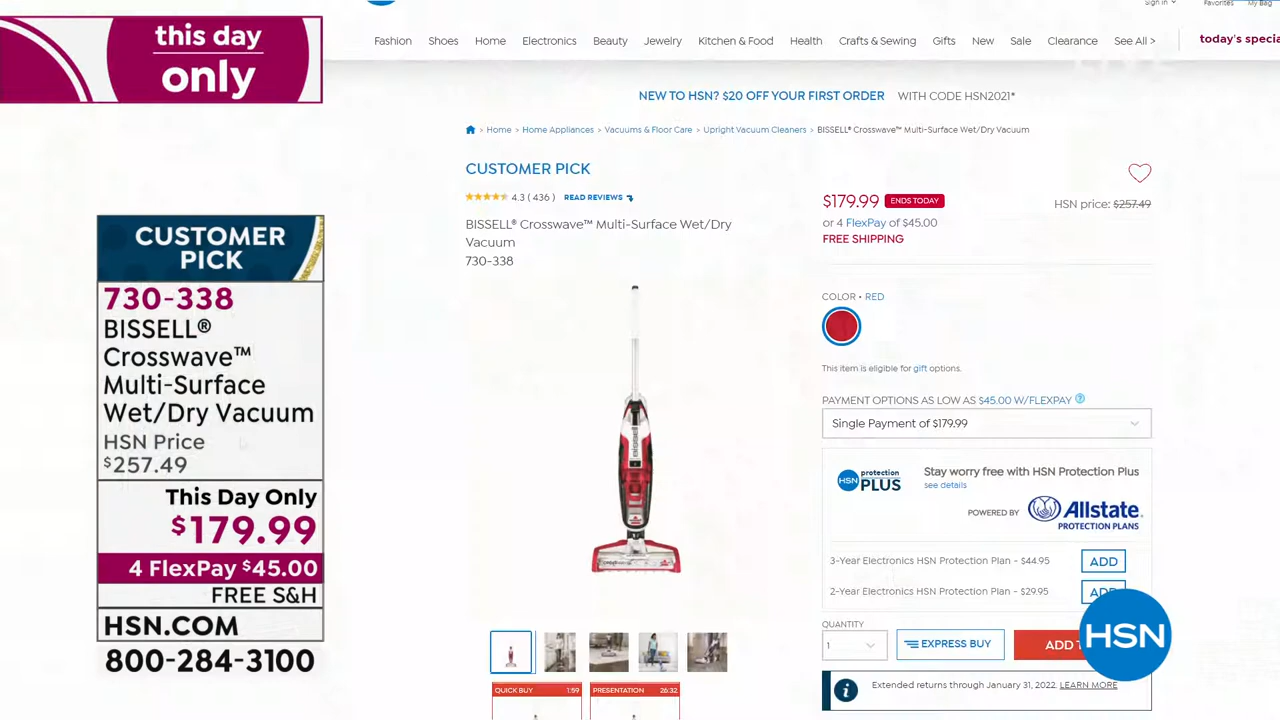 this day
only
CUSTOMER
PICK
730-338
BISSELL®
Crosswave™
Multi-Surface
Wet/Dry Vacuum
HSN Price
$257.49
This Day Only
$179.99
4 FlexPay $45.00
FREE S&H
HSN.COM
800-284-3100
Sign In
Favorites
My Bag
Fashion Shoes Home Electronics Beauty Jewelry Kitchen & Food Health Crafts & Sewing Gifts New Sale Clearance See All >
today's specia
NEW TO HSN? $20 OFF YOUR FIRST ORDER WITH CODE HSN2021*
> Home > Home Appliances > Vacuums & Floor Care > Upright Vacuum Cleaners > BISSELL® Crosswave™ Multi-Surface Wet/Dry Vacuum
CUSTOMER PICK
4.3 ( 436 ) READ REVIEWS
BISSELL® Crosswave™ Multi-Surface Wet/Dry
Vacuum
730-338
BISSELL
QUICK BUY 1:59
PRESENTATION 26:32
$179.99 ENDS TODAY
HSN price: $257.49
or 4 FlexPay of $45.00
FREE SHIPPING
COLOR • RED
This item is eligible for gift options.
PAYMENT OPTIONS AS LOW AS $45.00 W/FLEXPAY ?
Single Payment of $179.99
HSN protection
PLUS
Stay worry free with HSN Protection Plus
see details
POWERED BY Allstate.
PROTECTION PLANS
3-Year Electronics HSN Protection Plan - $44.95 ADD
2-Year Electronics HSN Protection Plan - $29.95 ADD
QUANTITY
1
EXPRESS BUY
ADD T
HSN
i Extended returns through January 31, 2022. LEARN MORE